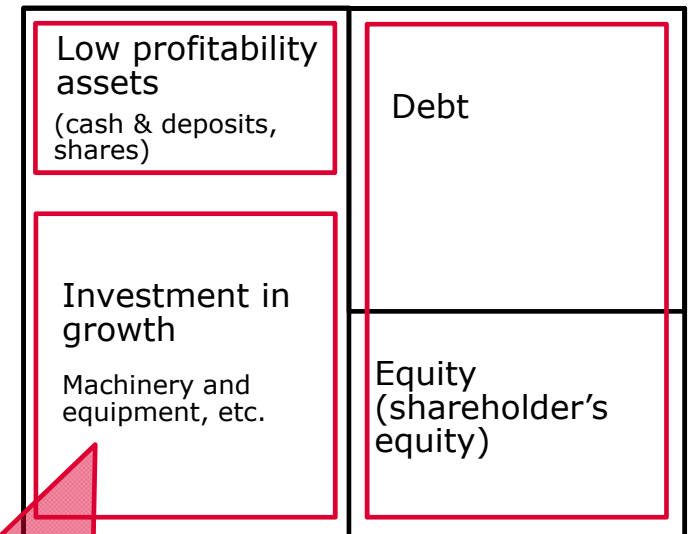 Low profitability
assets
(cash & deposits,
shares)
Investment in
growth
Machinery and
equipment, etc.
Debt
Equity
(shareholder’s
equity)